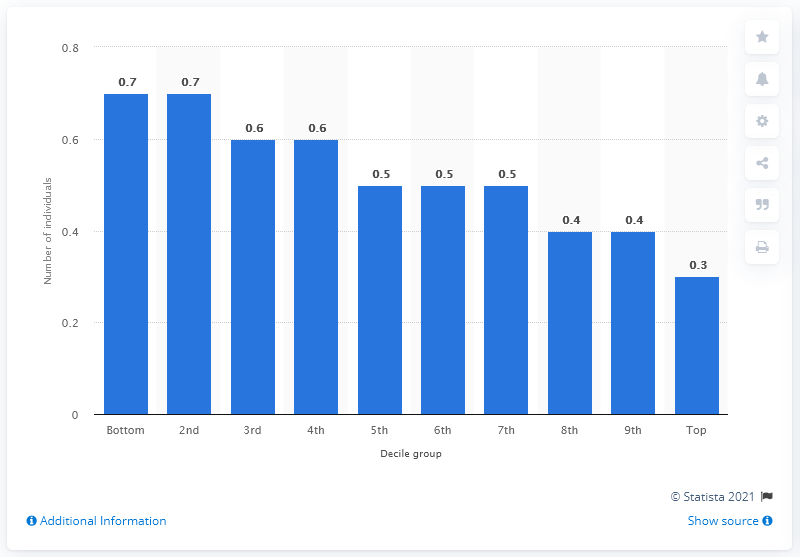 0.8
0.6
0.4
0.2
0
Number of individuals
0.7
0.7
0.6
0.6
0.5
0.5
0.5
0.4
0.4
0.3
Bottom 2nd 3rd 4th 5th 6th 7th 8th 9th Top
Decile group
© Statista 2021
Additional Information
Show source